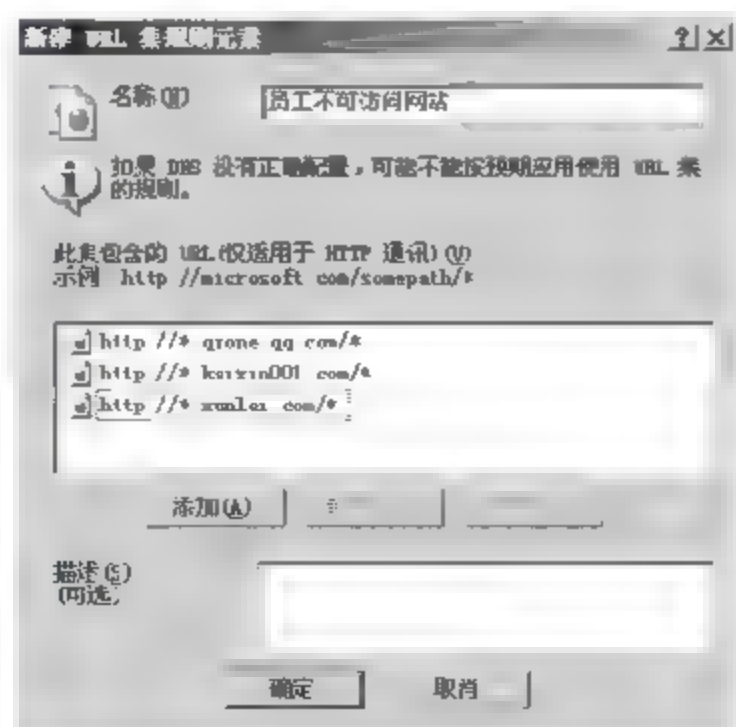 新建 URL 集规则元素
名称(N)
员工不可访问网站
如果 DNS 没有正确配置，可能不能按预期应用使用 URL 集
的规则。
此集包含的 URL(仅适用于 HTTP 通讯)(U)
示例 http //microsoft com/somepath/*
http //* qzone qq com/*
http //* kaixin001 com/*
http //* xunlei com/*
添加(A)
描述(S)
(可选)
确定
取消